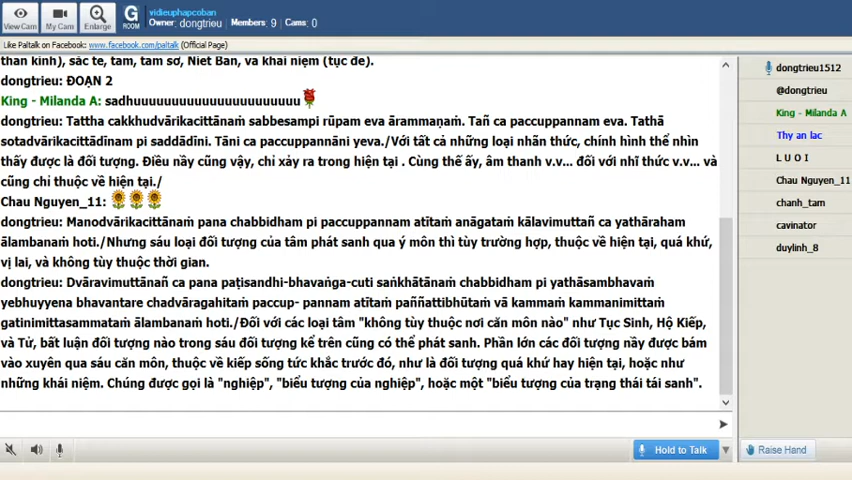 View Cam
My Cam
Enlarge
G
ROOM
vidieuphapcoban
Owner: dongtrieu Members: 9 Cams: 0
Like Paltalk on Facebook: www.facebook.com/paltalk (Official Page)
thần kinh), sắc tế, tâm, tâm sở, Niết Bàn, và khái niệm (tục đế).
dongtrieu: ĐOẠN 2
King - Milanda A: sadhuuuuuuuuuuuuuuuuuuuuuu
dongtrieu: Tattha cakkhudvārikacittānaṁ sabbesampi rūpam eva ārammaṇaṁ. Tañ ca paccuppannam eva. Tathā
sotadvārikacittādīnam pi saddādīni. Tāni ca paccuppannāni yeva./Với tất cả những loại nhãn thức, chính hình thể nhìn
thấy được là đối tượng. Điều nầy cũng vậy, chỉ xảy ra trong hiện tại . Cùng thế ấy, âm thanh v.v... đối với nhĩ thức v.v... và
cũng chỉ thuộc về hiện tại./
Chau Nguyen_11:
dongtrieu: Manodvārikacittānaṁ pana chabbidham pi paccuppannam atītaṁ anāgataṁ kālavimuttañ ca yathāraham
ālambanaṁ hoti./Nhưng sáu loại đối tượng của tâm phát sanh qua ý môn thì tùy trường hợp, thuộc về hiện tại, quá khứ,
vị lai, và không tùy thuộc thời gian.
dongtrieu: Dvāravimuttānañ ca pana paṭisandhi-bhavaṅga-cuti saṅkhātānaṁ chabbidham pi yathāsambhavaṁ
yebhuyyena bhavantare chadvāragahitaṁ paccup- pannam atītaṁ paññattibhūtaṁ vā kammaṁ kammanimittaṁ
gatinimittasammataṁ ālambanaṁ hoti./Đối với các loại tâm "không tùy thuộc nơi căn môn nào" như Tục Sinh, Hộ Kiếp,
và Tử, bất luận đối tượng nào trong sáu đối tượng kể trên cũng có thể phát sanh. Phần lớn các đối tượng nầy được bám
vào xuyên qua sáu căn môn, thuộc về kiếp sống tức khắc trước đó, như là đối tượng quá khứ hay hiện tại, hoặc như
những khái niệm. Chúng được gọi là "nghiệp", "biểu tượng của nghiệp", hoặc một "biểu tượng của trạng thái tái sanh".
dongtrieu1512
@dongtrieu
King - Milanda A
Thy an lac
L U O I
Chau Nguyen_11
chanh_tam
cavinator
duylinh_8
Hold to Talk
Raise Hand